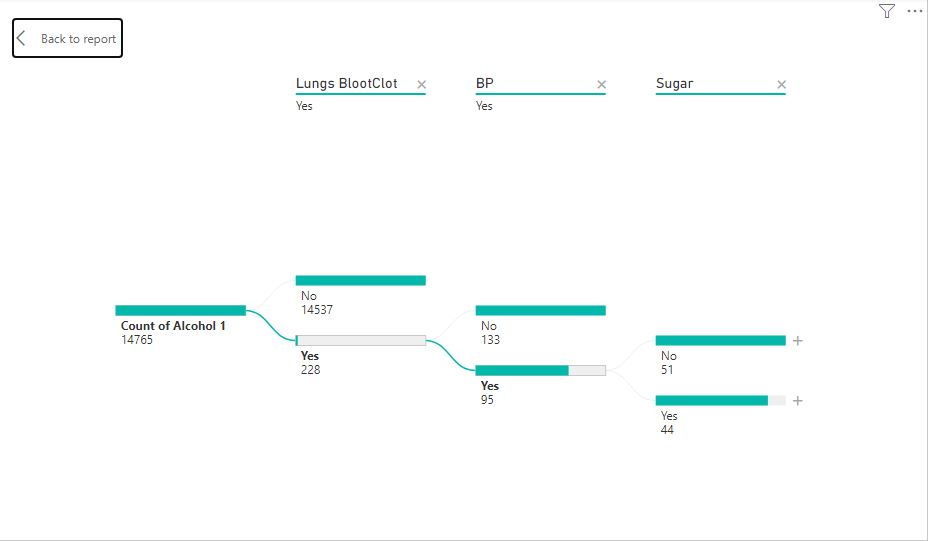 Back to report
Lungs BlootClot
BP
Sugar
Yes
Yes
No
14537
Count of Alcohol 1
14765
Yes
228
No
133
Yes
95
No
51
Yes
44